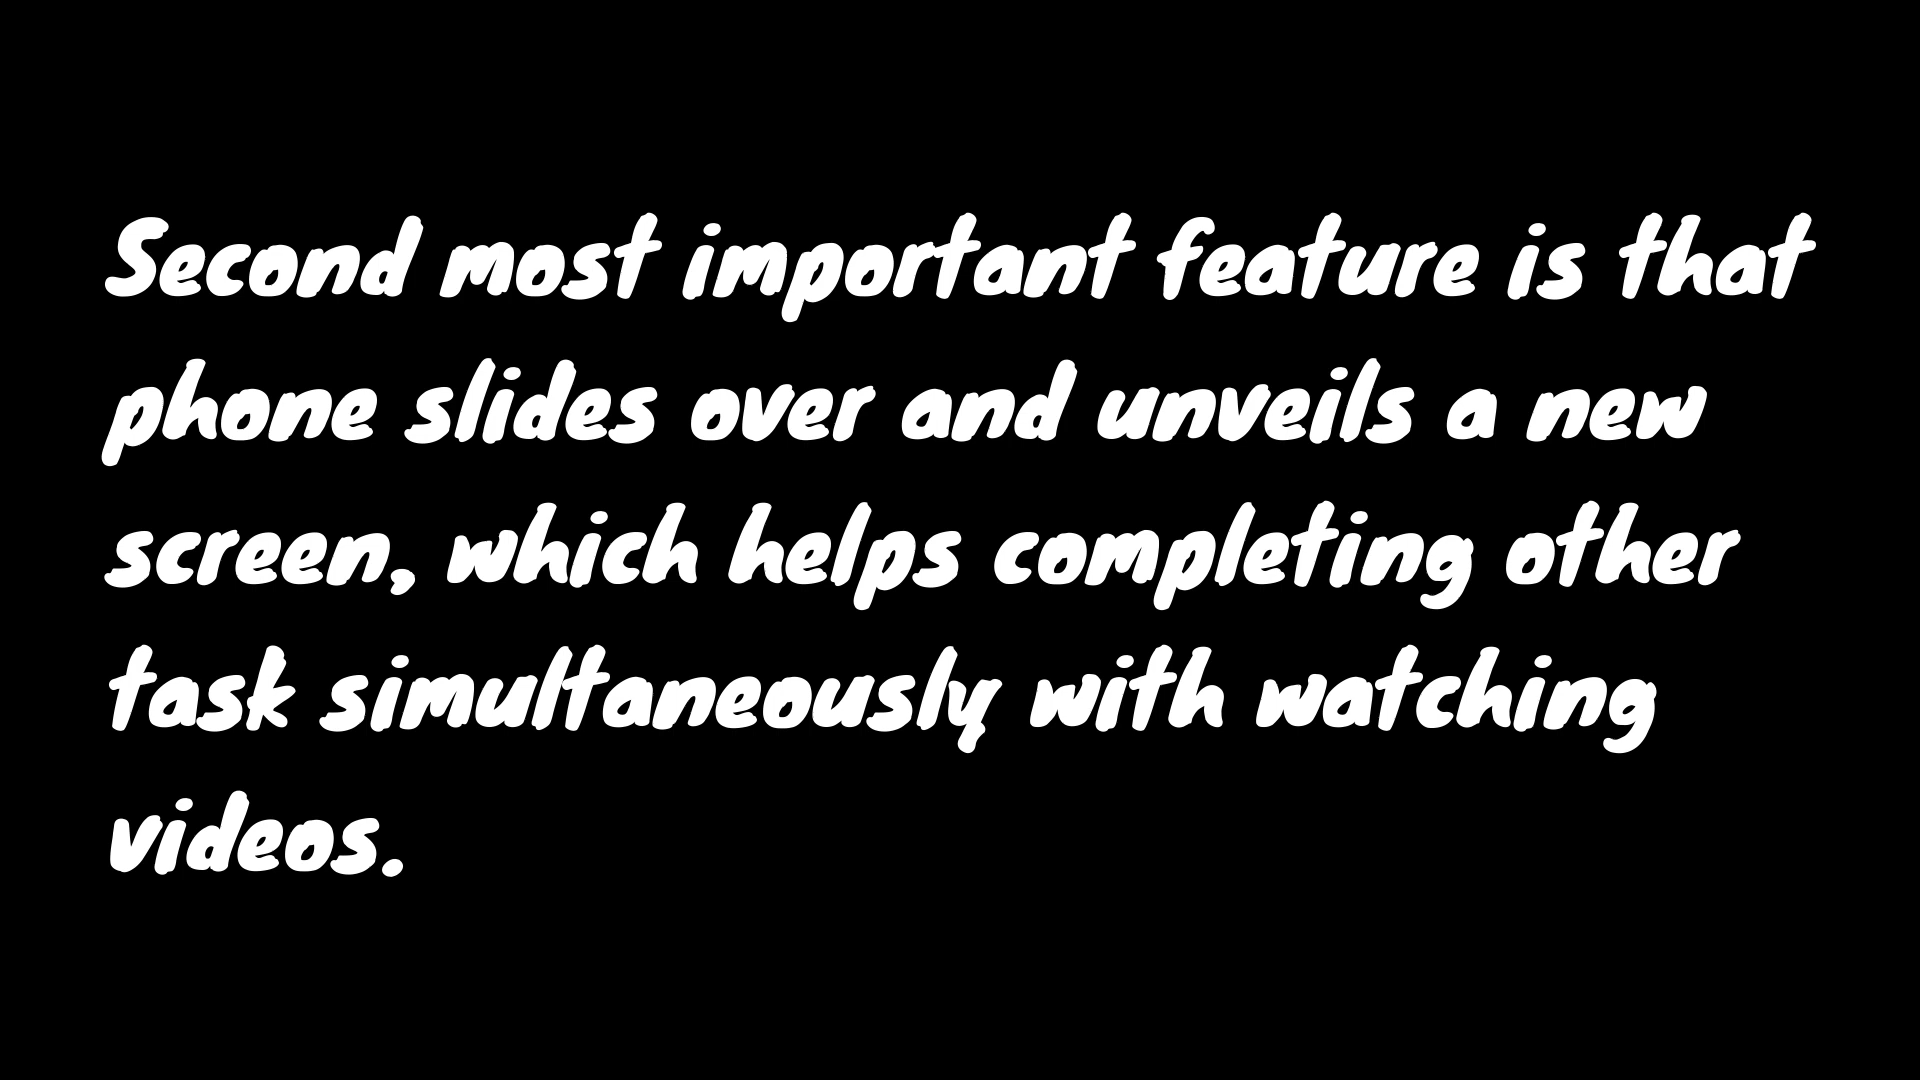 Second most important feature is that
phone slides over and unveils a new
screen, which helps completing other
task simultaneously with watching
videos.